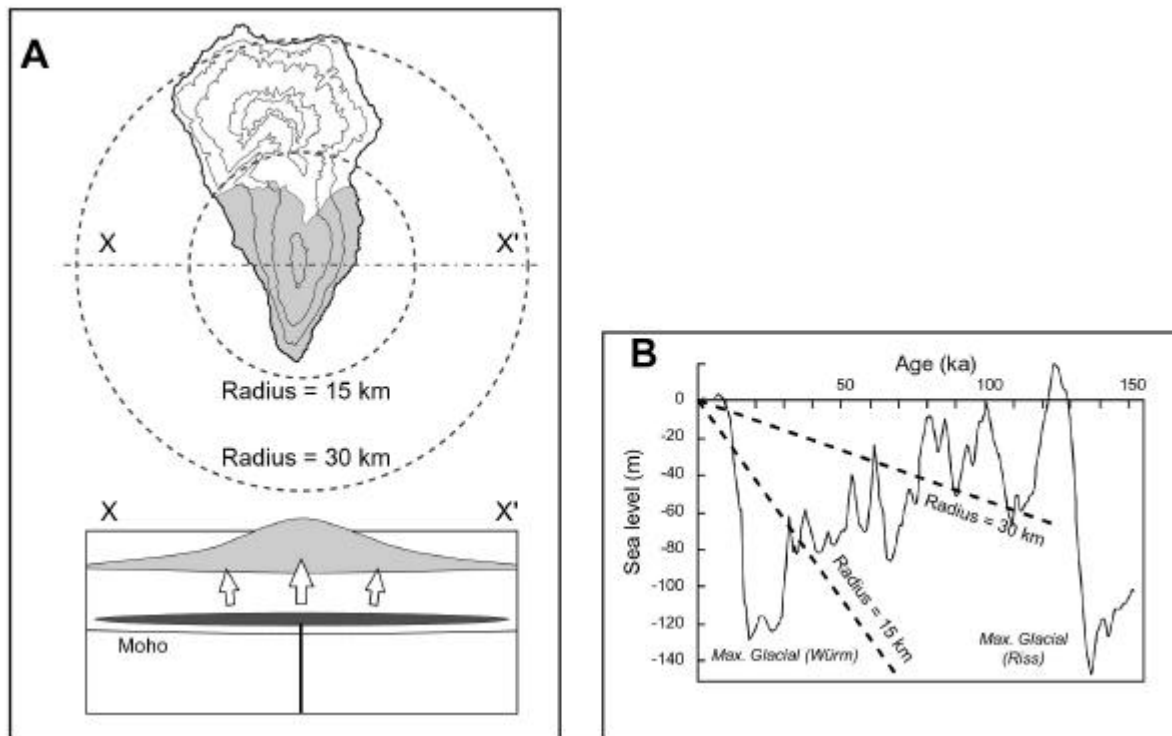 A
X X'
Radius = 15 km
Radius = 30 km
X X'
Moho
B
Age (ka)
50 100 150
0
-20
-40
-60
-80
-100
-120
-140
Sea level (m)
Radius = 30 km
Radius = 15 km
Max. Glacial (Würm)
Max. Glacial
(Riss)